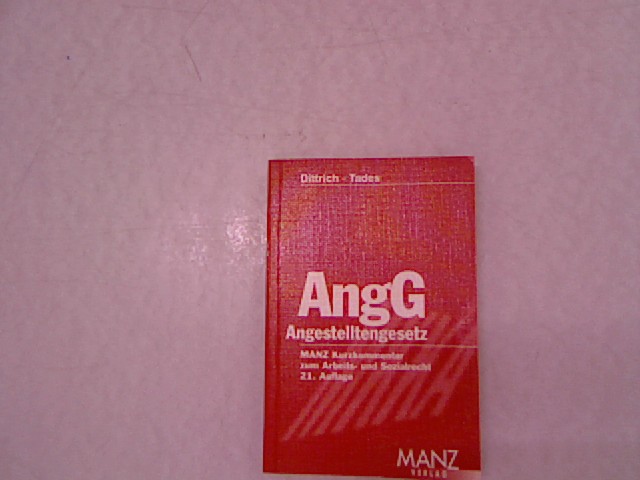 Dittrich - Tades
AngG
Angestelltengesetz
MANZ Kurzkommentar
zum Arbeits- und Sozialrecht
21. Auflage
MANZ
VERLAG